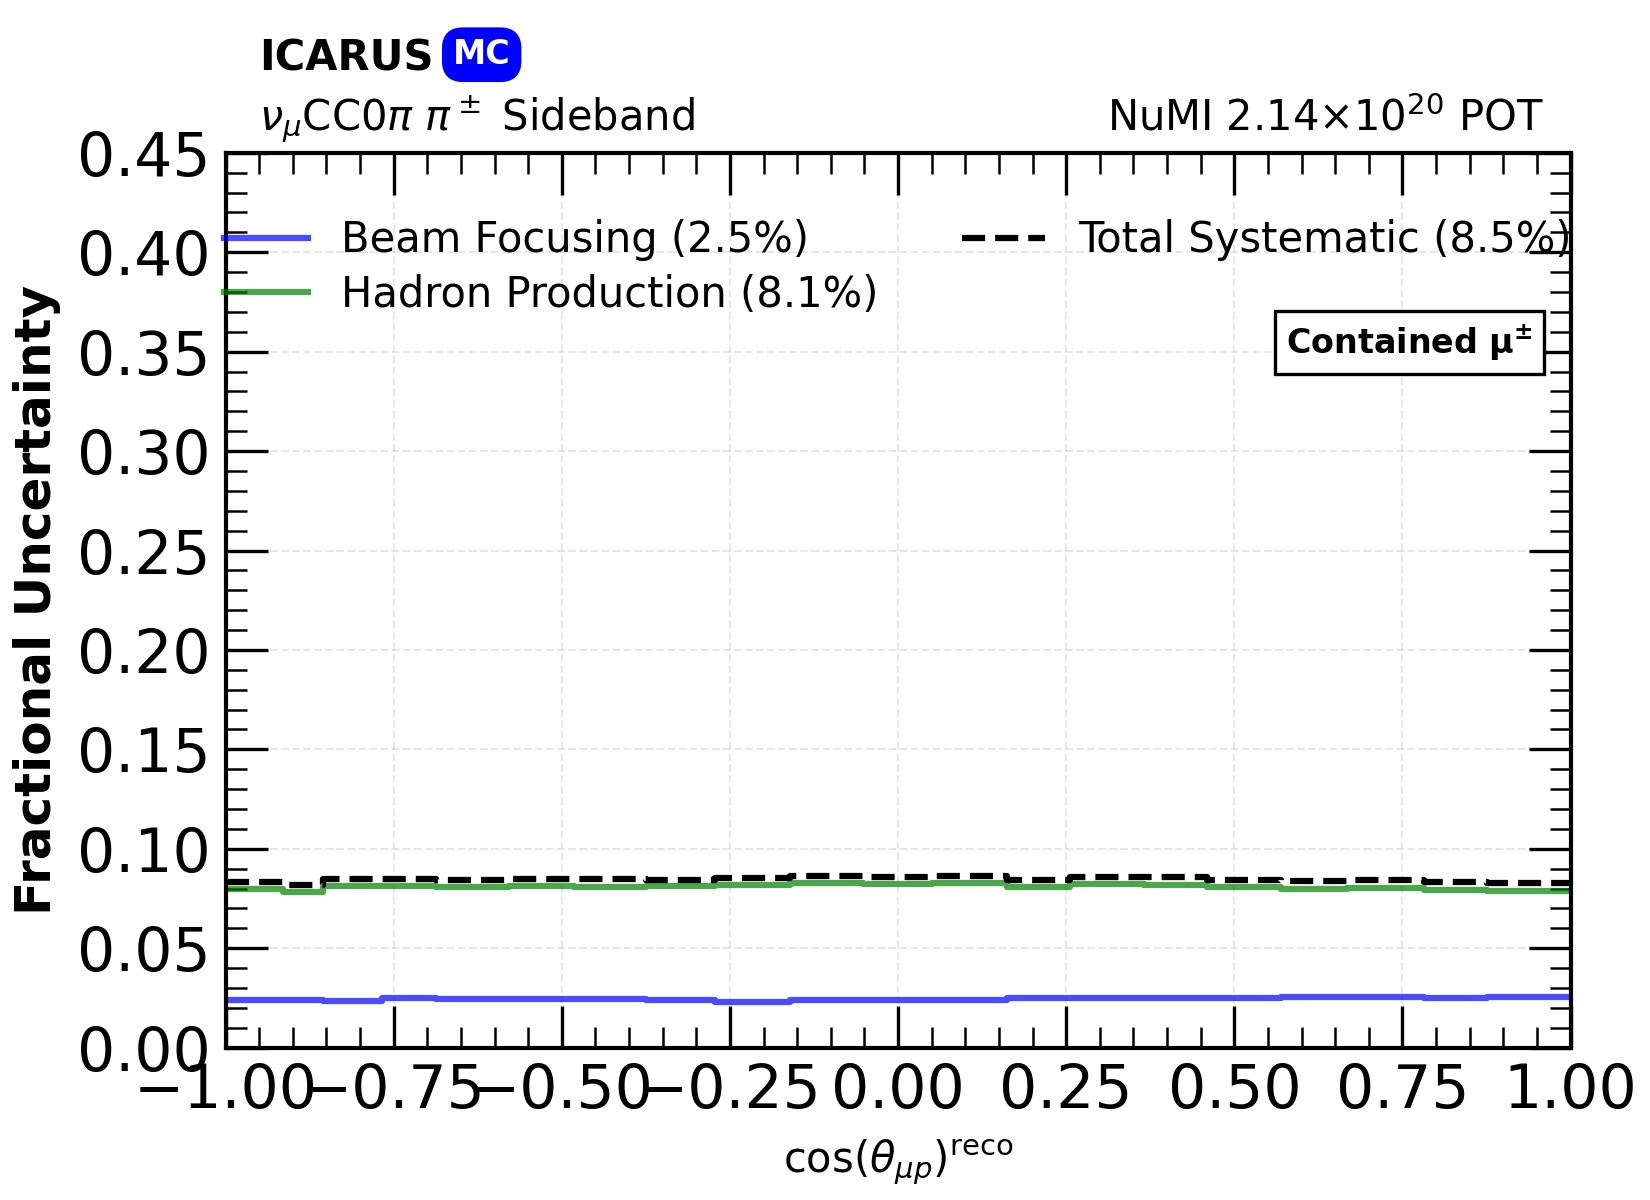 ICARUS MC
νμCC0π π± Sideband
NuMI 2.14×10²⁰ POT
Beam Focusing (2.5%)
Hadron Production (8.1%)
Total Systematic (8.5%)
Contained μ±
Fractional Uncertainty
0.45
0.40
0.35
0.30
0.25
0.20
0.15
0.10
0.05
0.00
−1.00 −0.75 −0.50 −0.25 0.00 0.25 0.50 0.75 1.00
cos(θμp)reco